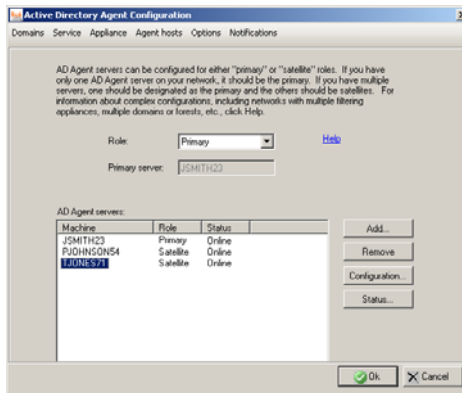 Active Directory Agent Configuration
Domains Service Appliance Agent hosts Options Notifications
AD Agent servers can be configured for either "primary" or "satellite" roles. If you have
only one AD Agent server on your network, it should be the primary. If you have multiple
servers, one should be designated as the primary and the others should be satellites. For
information about complex configurations, including networks with multiple filtering
appliances, multiple domains or forests, etc., click Help.
Role: Primary Help
Primary server: JSMITH23
AD Agent servers:
Machine Role Status
JSMITH23 Primary Online
PJOHNSON54 Satellite Online
TJONES71 Satellite Online
Add...
Remove
Configuration...
Status...
Ok Cancel